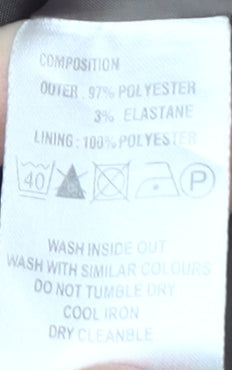 COMPOSITION
OUTER : 97% POLYESTER
3% ELASTANE
LINING : 100% POLYESTER
40 P
WASH INSIDE OUT
WASH WITH SIMILAR COLOURS
DO NOT TUMBLE DRY
COOL IRON
DRY CLEANBLE